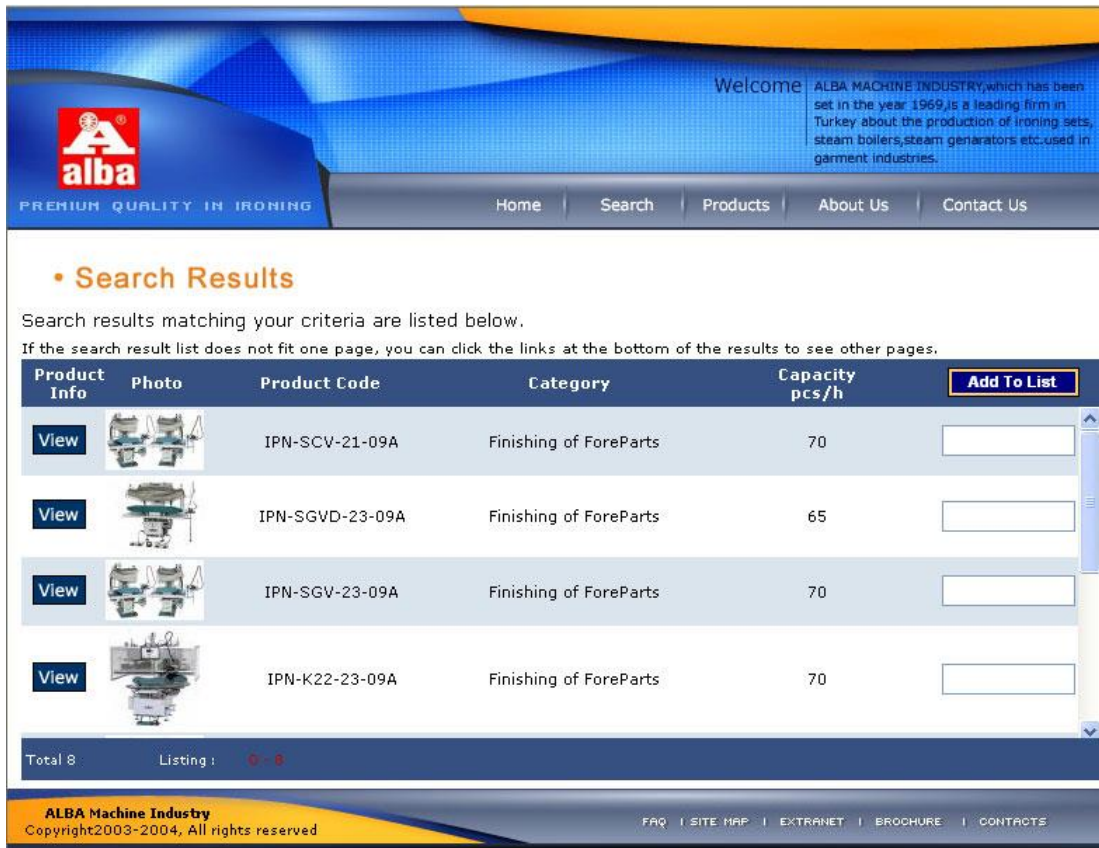 Welcome
ALBA MACHINE INDUSTRY,which has been
set in the year 1969,is a leading firm in
Turkey about the production of ironing sets,
steam boilers,steam genarators etc.used in
garment industries.
A®
alba
PREMIUM QUALITY IN IRONING
Home Search Products About Us Contact Us
• Search Results
Search results matching your criteria are listed below.
If the search result list does not fit one page, you can click the links at the bottom of the results to see other pages.
Product Info Photo Product Code Category Capacity pcs/h Add To List
View IPN-SCV-21-09A Finishing of ForeParts 70
View IPN-SGVD-23-09A Finishing of ForeParts 65
View IPN-SGV-23-09A Finishing of ForeParts 70
View IPN-K22-23-09A Finishing of ForeParts 70
Total 8 Listing : 0 - 8
ALBA Machine Industry
Copyright2003-2004, All rights reserved
FAQ | SITE MAP | EXTRANET | BROCHURE | CONTACTS